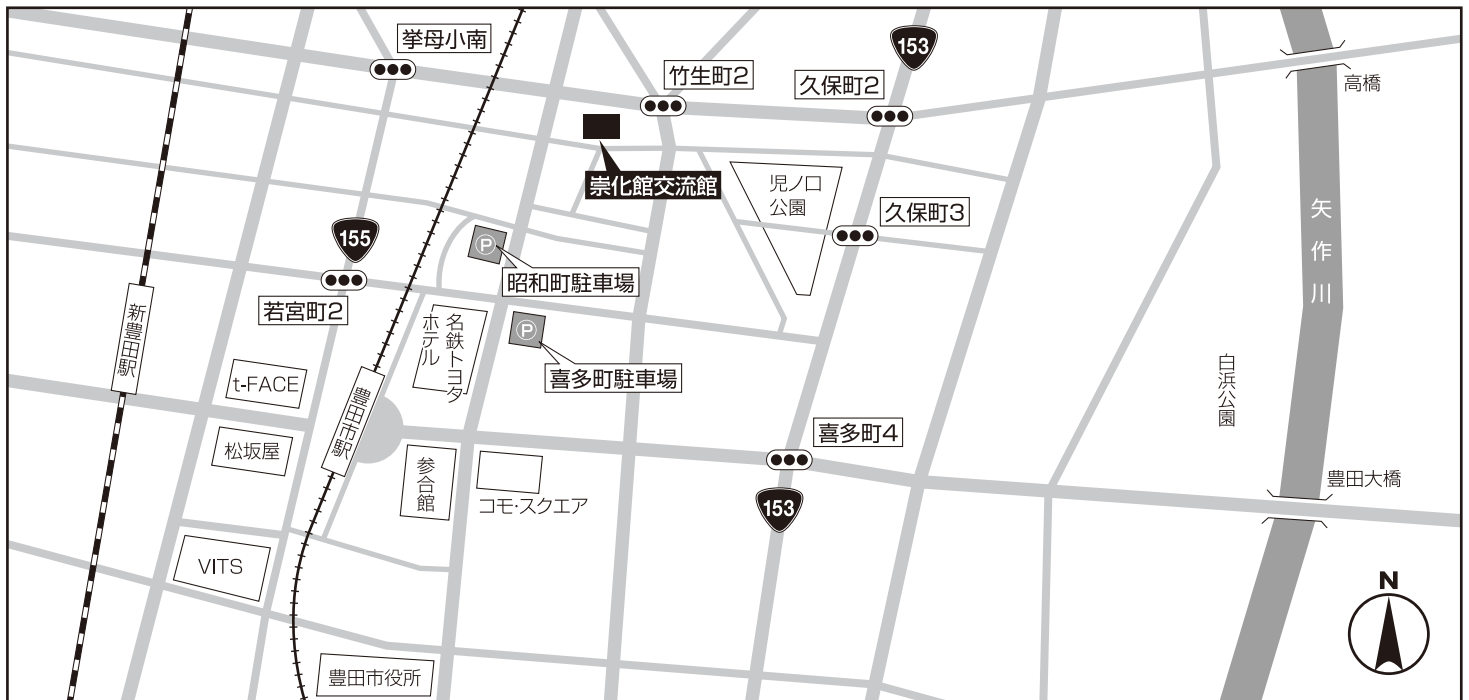 挙母小南
153
竹生町2
久保町2
高橋
崇化館交流館
児ノ口
公園
久保町3
矢作川
155
昭和町駐車場
P
若宮町2
新豊田駅
名鉄トヨタ
ホテル
P
喜多町駐車場
t-FACE
豊田市駅
白浜公園
喜多町4
松坂屋
参合館
コモ・スクエア
153
豊田大橋
VITS
N
豊田市役所